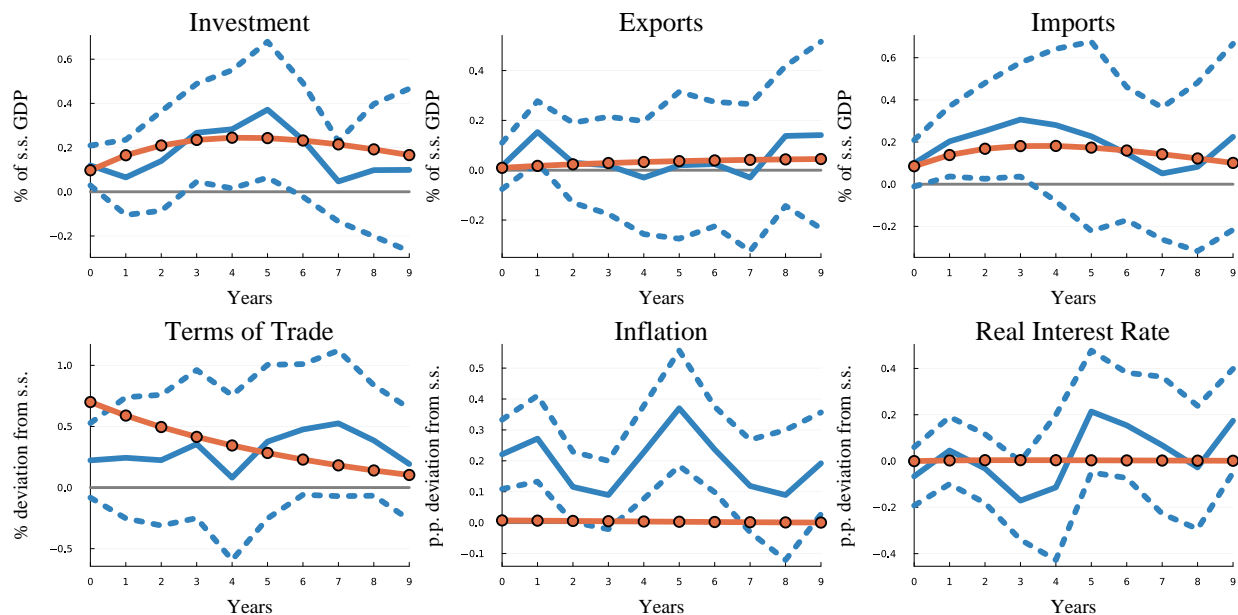 Investment
% of s.s. GDP
0.6
0.4
0.2
0.0
−0.2
0 1 2 3 4 5 6 7 8 9
Years
Exports
% of s.s. GDP
0.4
0.2
0.0
−0.2
0 1 2 3 4 5 6 7 8 9
Years
Imports
% of s.s. GDP
0.6
0.4
0.2
0.0
−0.2
0 1 2 3 4 5 6 7 8 9
Years
Terms of Trade
% deviation from s.s.
1.0
0.5
0.0
−0.5
0 1 2 3 4 5 6 7 8 9
Years
Inflation
p.p. deviation from s.s.
0.5
0.4
0.3
0.2
0.1
0.0
−0.1
0 1 2 3 4 5 6 7 8 9
Years
Real Interest Rate
p.p. deviation from s.s.
0.4
0.2
0.0
−0.2
−0.4
0 1 2 3 4 5 6 7 8 9
Years